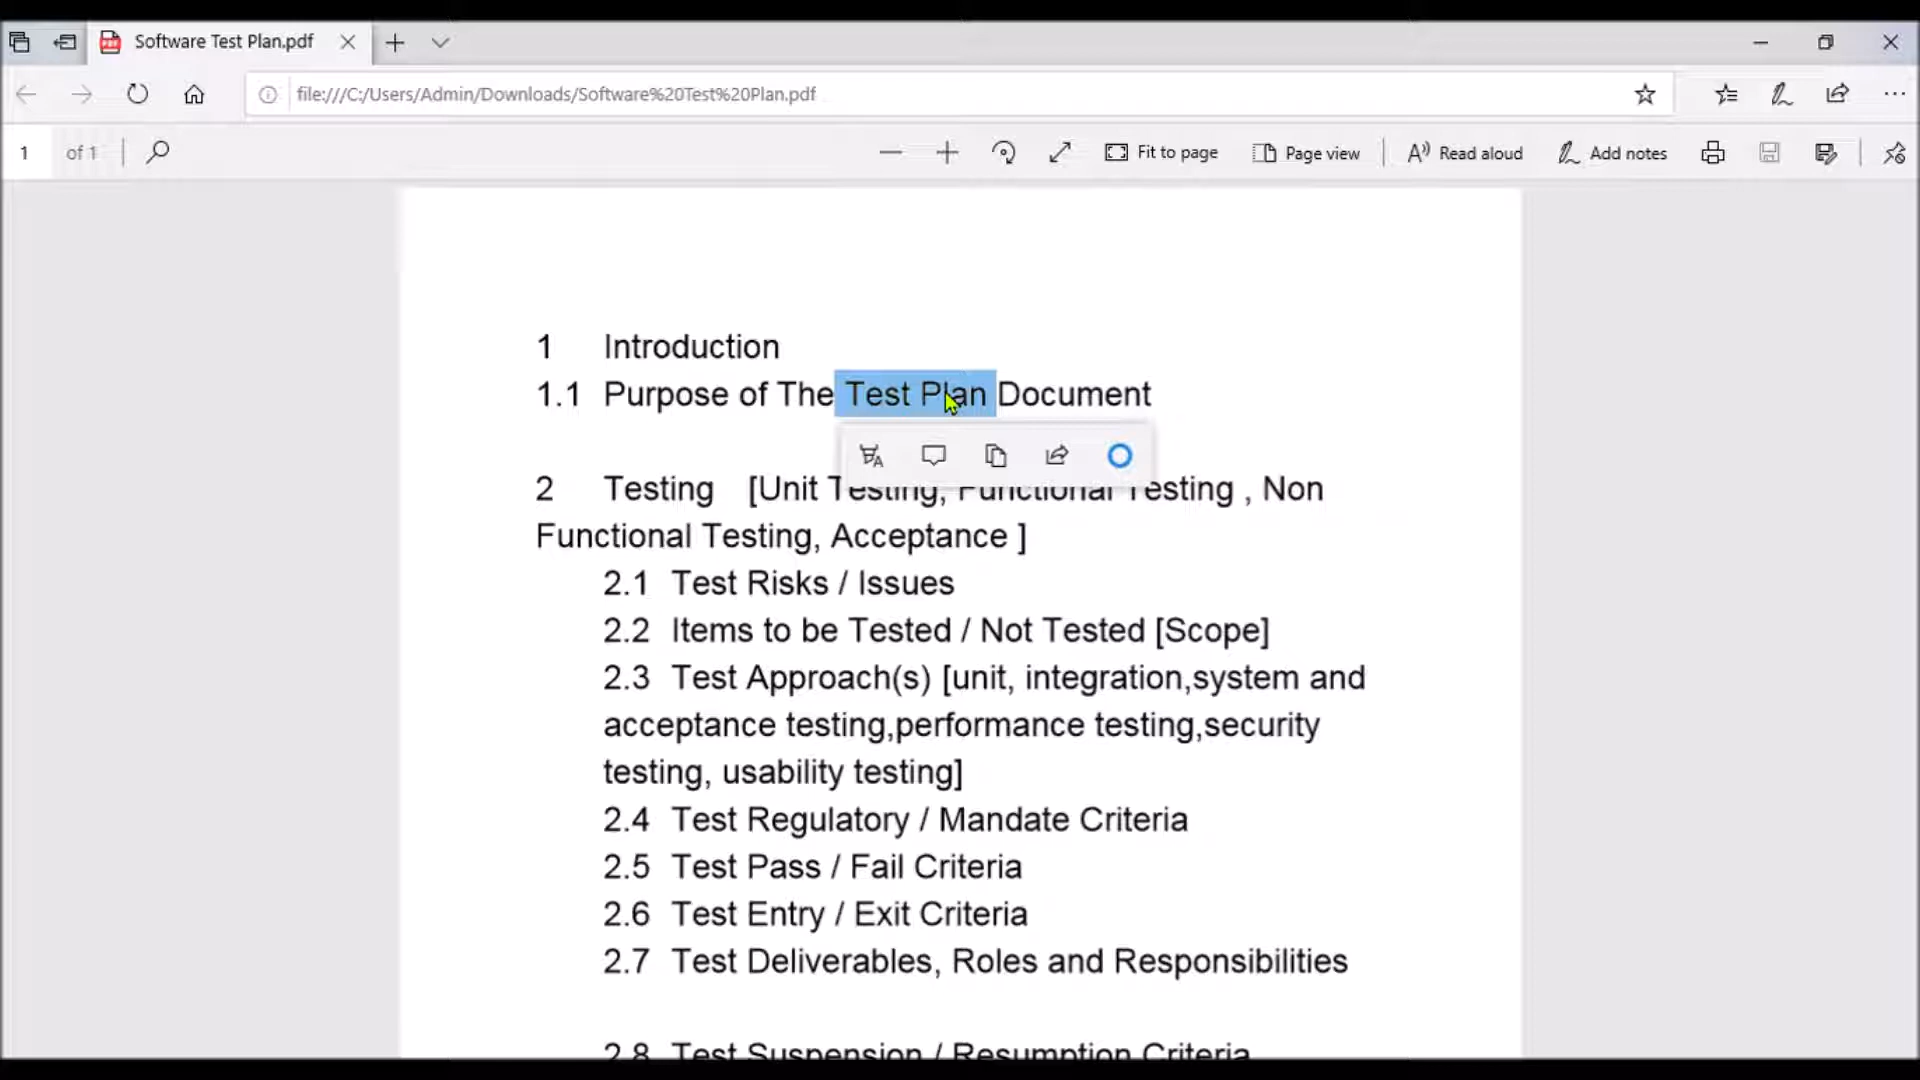 Software Test Plan.pdf
file:///C:/Users/Admin/Downloads/Software%20Test%20Plan.pdf
1 of 1 Fit to page Page view Read aloud Add notes
1 Introduction
1.1 Purpose of The Test Plan Document
2 Testing [Unit Testing, Functional Testing , Non
Functional Testing, Acceptance ]
2.1 Test Risks / Issues
2.2 Items to be Tested / Not Tested [Scope]
2.3 Test Approach(s) [unit, integration,system and
acceptance testing,performance testing,security
testing, usability testing]
2.4 Test Regulatory / Mandate Criteria
2.5 Test Pass / Fail Criteria
2.6 Test Entry / Exit Criteria
2.7 Test Deliverables, Roles and Responsibilities
2.8 Test Suspension / Resumption Criteria